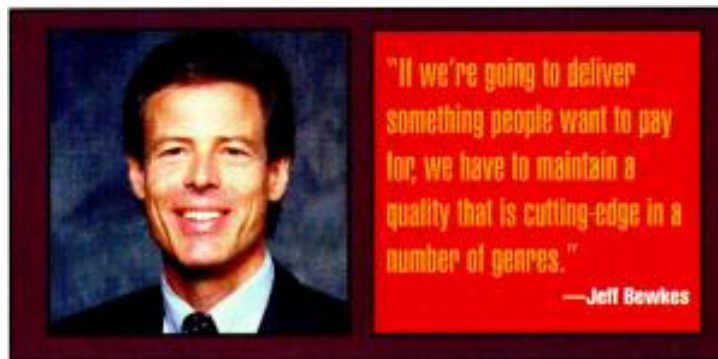 "If we're going to deliver
something people want to pay
for, we have to maintain a
quality that is cutting-edge in a
number of genres."
—Jeff Bewkes